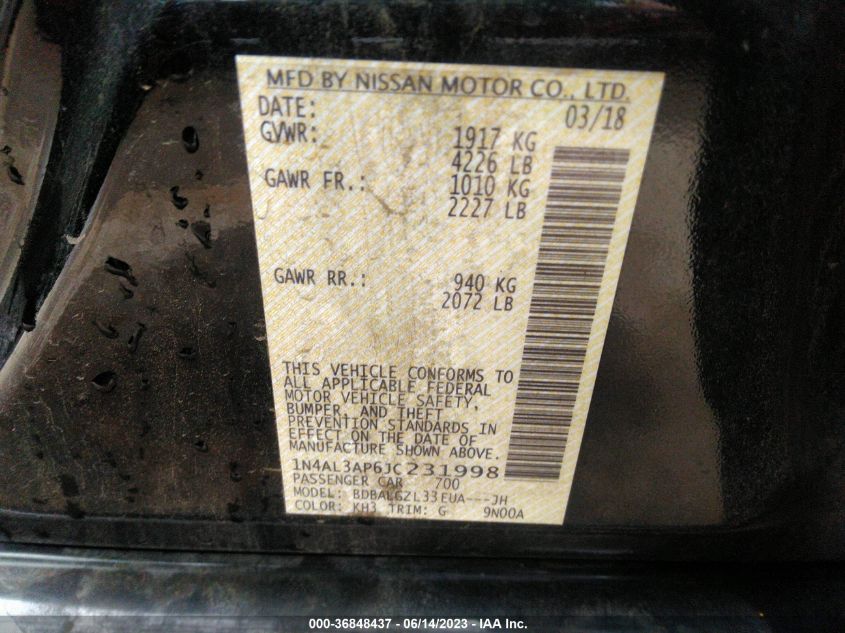 MFD BY NISSAN MOTOR CO., LTD.
DATE: 03/18
GVWR: 1917 KG
4226 LB
GAWR FR.: 1010 KG
2227 LB
GAWR RR.: 940 KG
2072 LB
THIS VEHICLE CONFORMS TO
ALL APPLICABLE FEDERAL
MOTOR VEHICLE SAFETY,
BUMPER, AND THEFT
PREVENTION STANDARDS IN
EFFECT ON THE DATE OF
MANUFACTURE SHOWN ABOVE.
1N4AL3AP6JC231998
PASSENGER CAR 700
MODEL: BDBALGZL33EUA---JH
COLOR: KH3 TRIM: G 9N00A
000-36848437 - 06/14/2023 - IAA Inc.